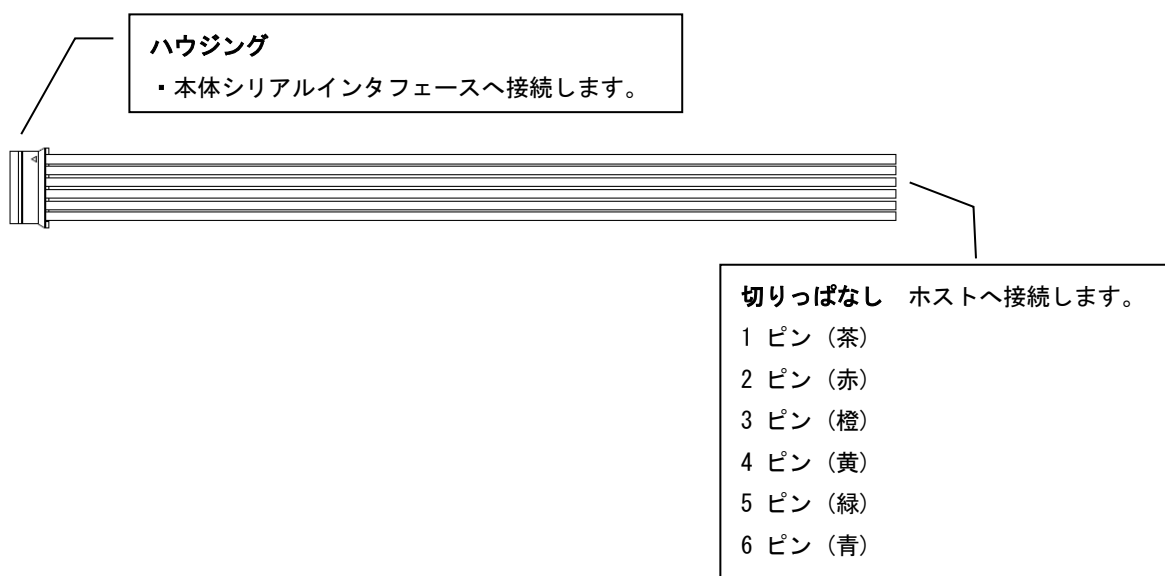 ハウジング
・本体シリアルインタフェースへ接続します。
切りっぱなし　ホストへ接続します。
1 ピン（茶）
2 ピン（赤）
3 ピン（橙）
4 ピン（黄）
5 ピン（緑）
6 ピン（青）